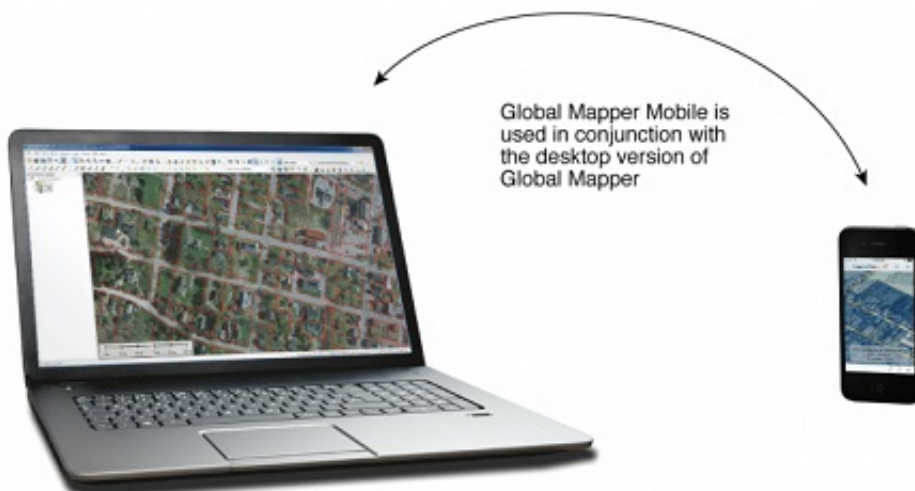 Global Mapper Mobile is
used in conjunction with
the desktop version of
Global Mapper